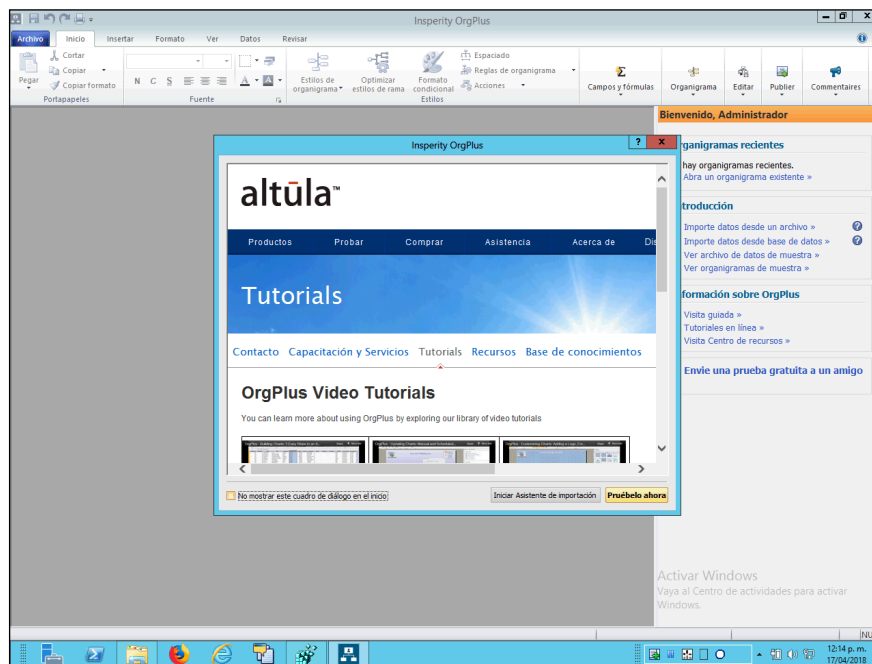 Insperity OrgPlus
Archivo Inicio Insertar Formato Ver Datos Revisar
Pegar
Cortar
Copiar
Copiar formato
Portapapeles
N C S
Fuente
Estilos de organigrama
Optimizar estilos de rama
Formato condicional
Espaciado
Reglas de organigrama
Acciones
Estilos
Campos y fórmulas
Organigrama
Editar
Publier
Commentaires
Bienvenido, Administrador
rganigramas recientes
hay organigramas recientes.
Abra un organigrama existente »
troducción
Importe datos desde un archivo »
Importe datos desde base de datos »
Ver archivo de datos de muestra »
Ver organigramas de muestra »
formación sobre OrgPlus
Visita guiada »
Tutoriales en línea »
Visita Centro de recursos »
Envie una prueba gratuita a un amigo
Insperity OrgPlus
altūla™
Productos Probar Comprar Asistencia Acerca de Dis
Tutorials
Contacto Capacitación y Servicios Tutorials Recursos Base de conocimientos
OrgPlus Video Tutorials
You can learn more about using OrgPlus by exploring our library of video tutorials
No mostrar este cuadro de diálogo en el inicio
Iniciar Asistente de importación
Pruébelo ahora
Activar Windows
Vaya al Centro de actividades para activar
Windows.
NU
12:14 p. m.
17/04/2018